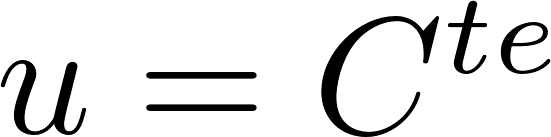 u = C^{te}